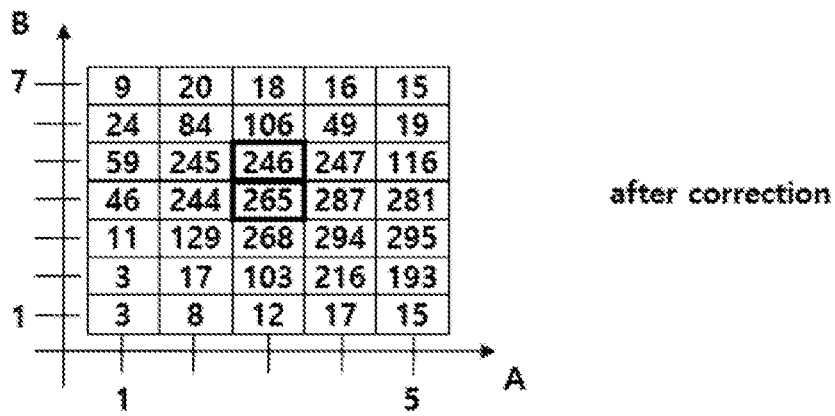 B
7 9 20 18 16 15
24 84 106 49 19
59 245 246 247 116
46 244 265 287 281 after correction
11 129 268 294 295
3 17 103 216 193
1 3 8 12 17 15
A
1 5